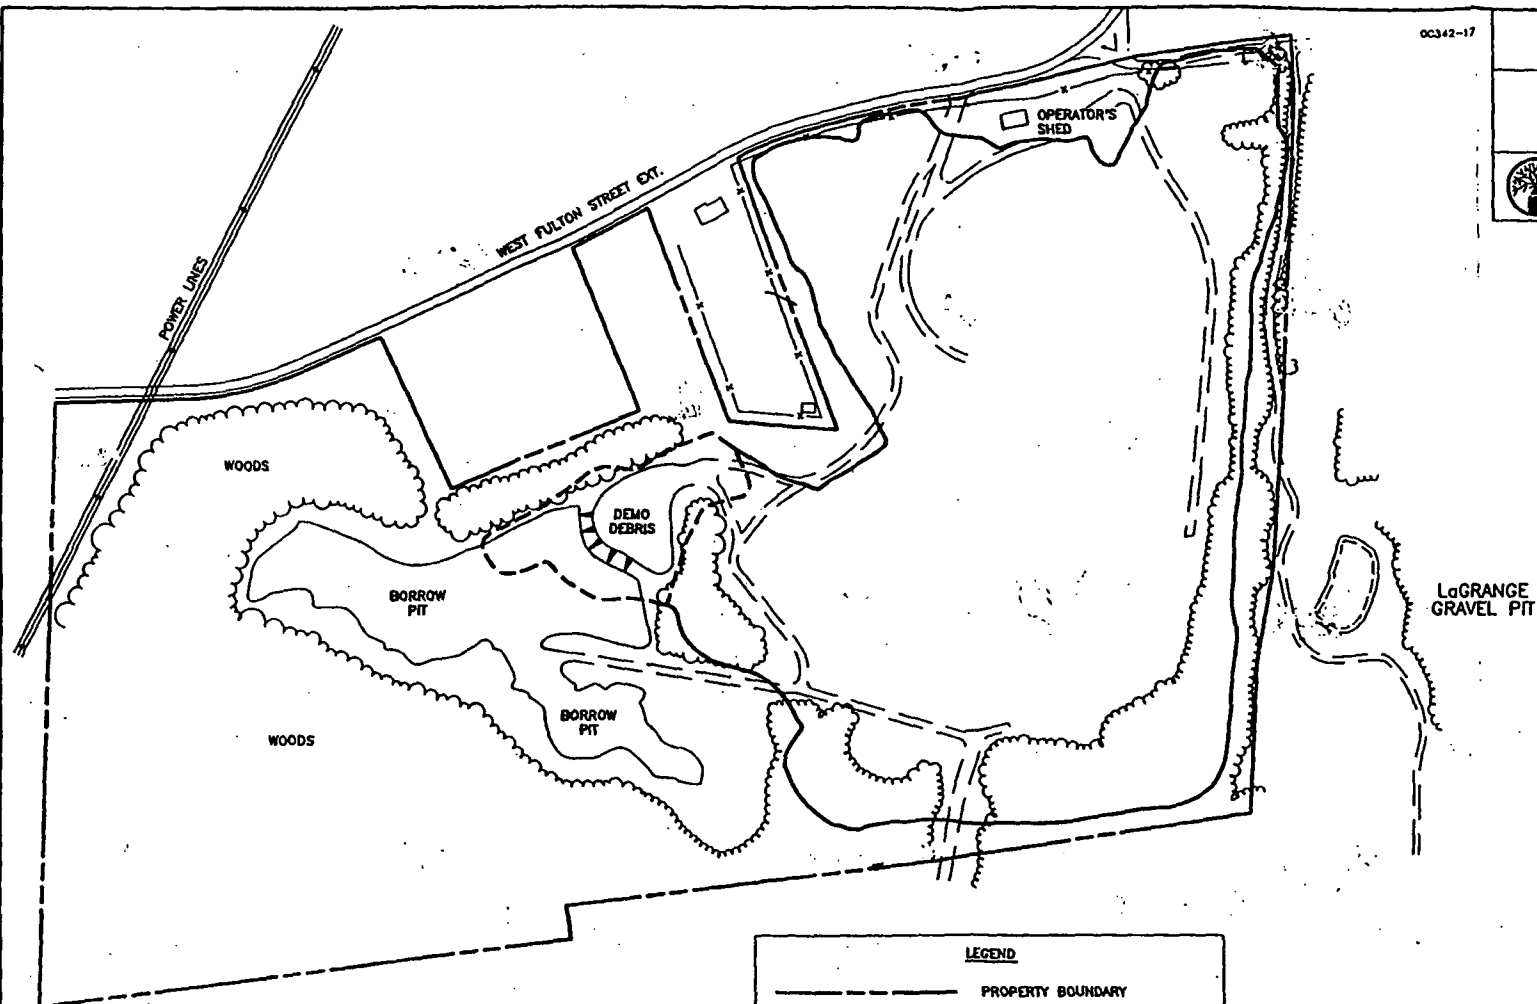 OC342-17
OPERATOR'S
SHED
WEST FULTON STREET EXT.
POWER LINES
WOODS
DEMO
DEBRIS
BORROW
PIT
LaGRANGE
GRAVEL PIT
BORROW
PIT
WOODS
LEGEND
PROPERTY BOUNDARY